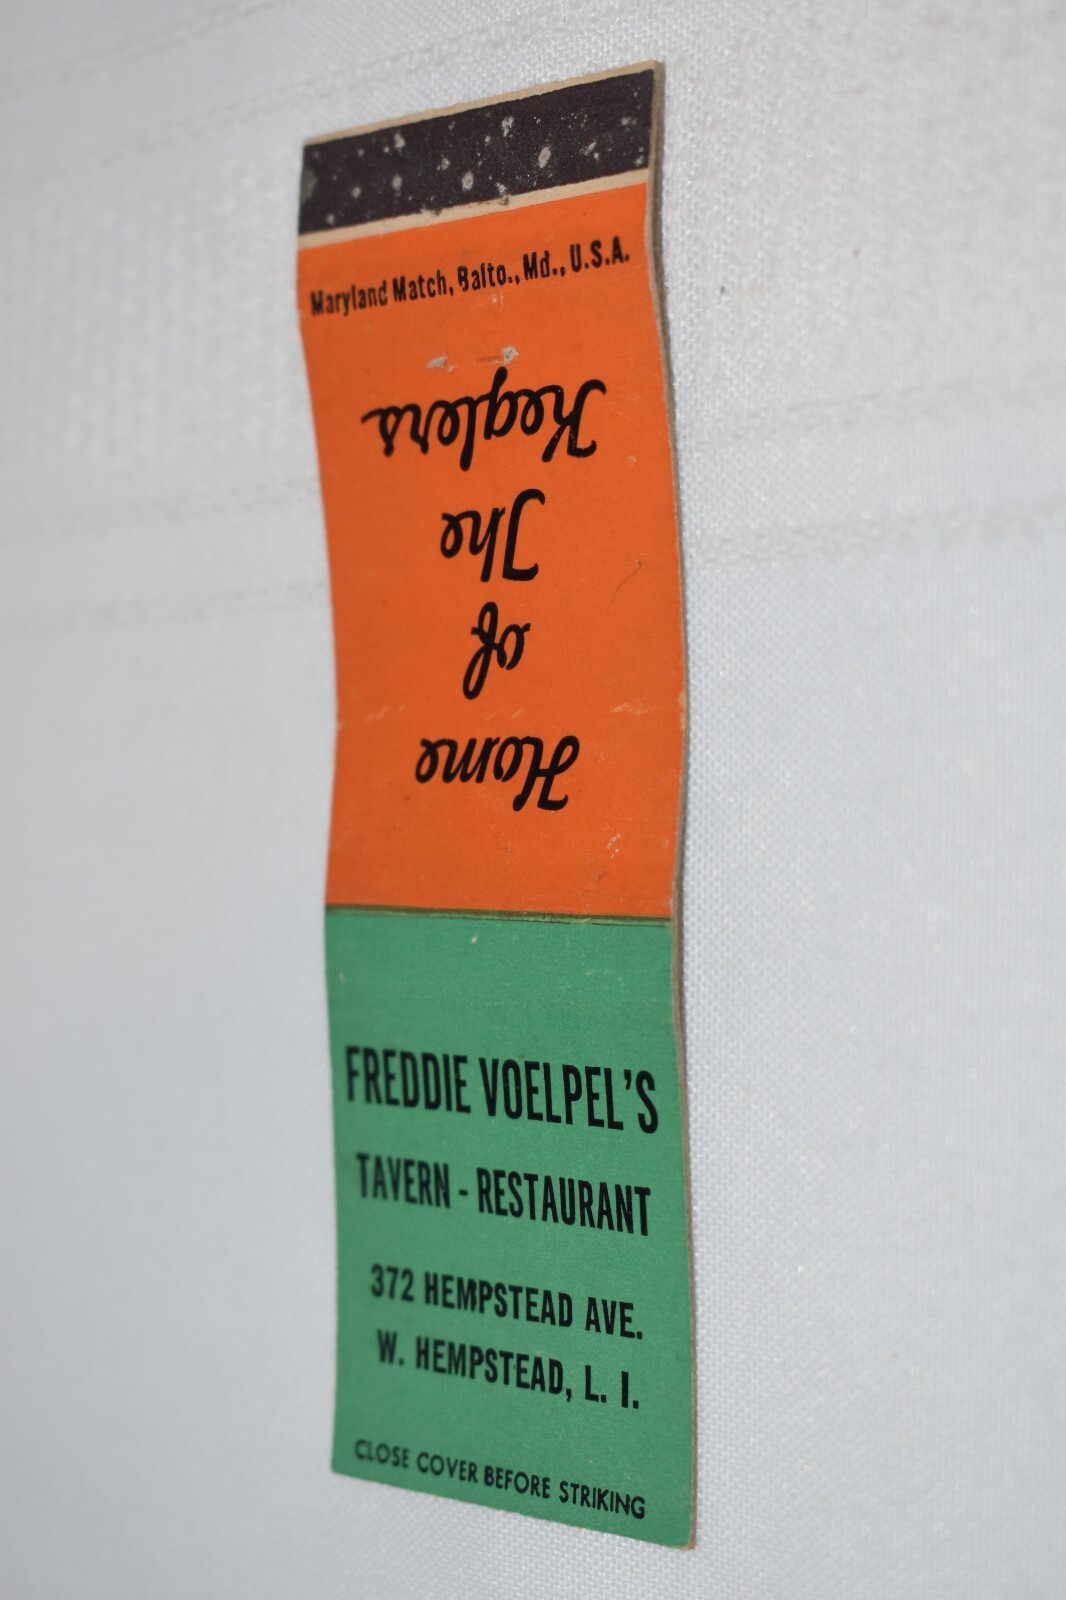 Maryland Match, Balto., Md., U.S.A.
Home
of
The
Keglers
FREDDIE VOELPEL'S
TAVERN - RESTAURANT
372 HEMPSTEAD AVE.
W. HEMPSTEAD, L. I.
CLOSE COVER BEFORE STRIKING